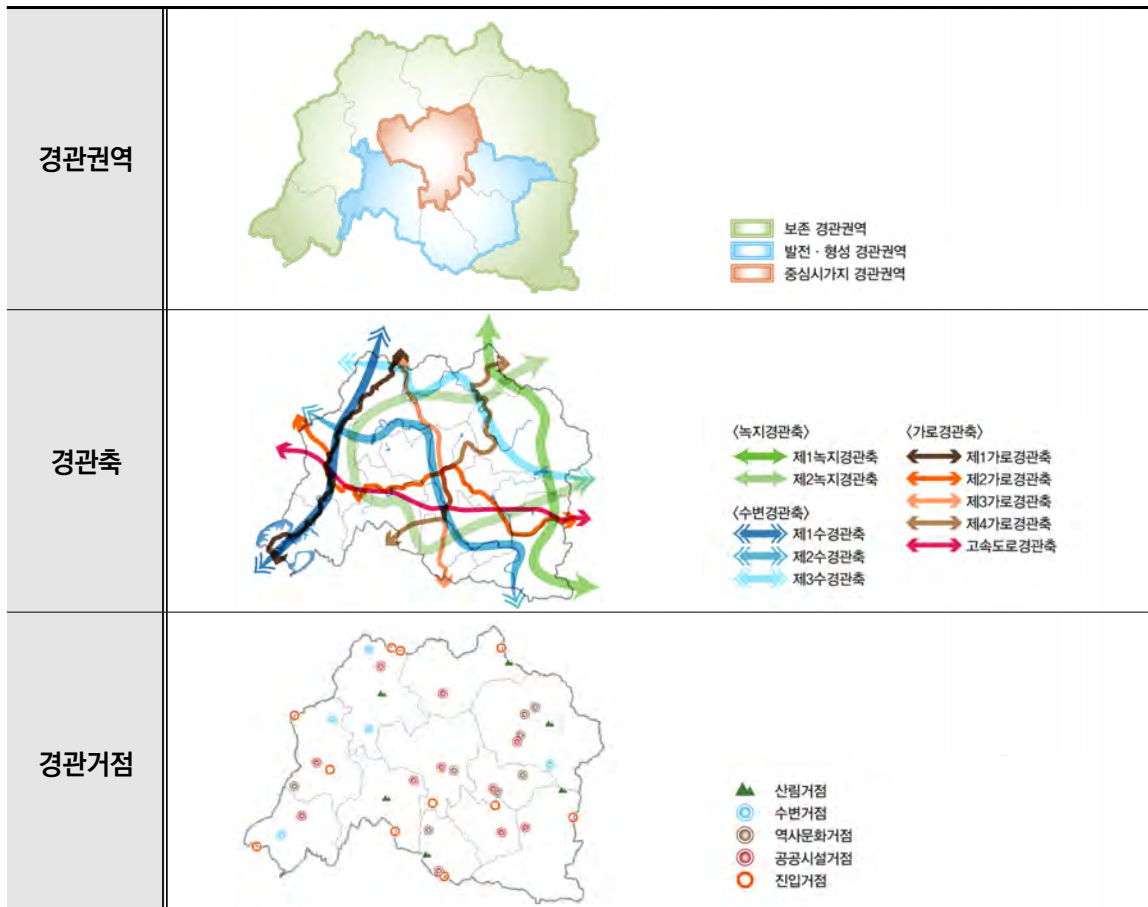 경관권역
보존 경관권역
발전 · 형성 경관권역
중심시가지 경관권역
경관축
〈녹지경관축〉
제1녹지경관축
제2녹지경관축
〈수변경관축〉
제1수경관축
제2수경관축
제3수경관축
〈가로경관축〉
제1가로경관축
제2가로경관축
제3가로경관축
제4가로경관축
고속도로경관축
경관거점
산림거점
수변거점
역사문화거점
공공시설거점
진입거점